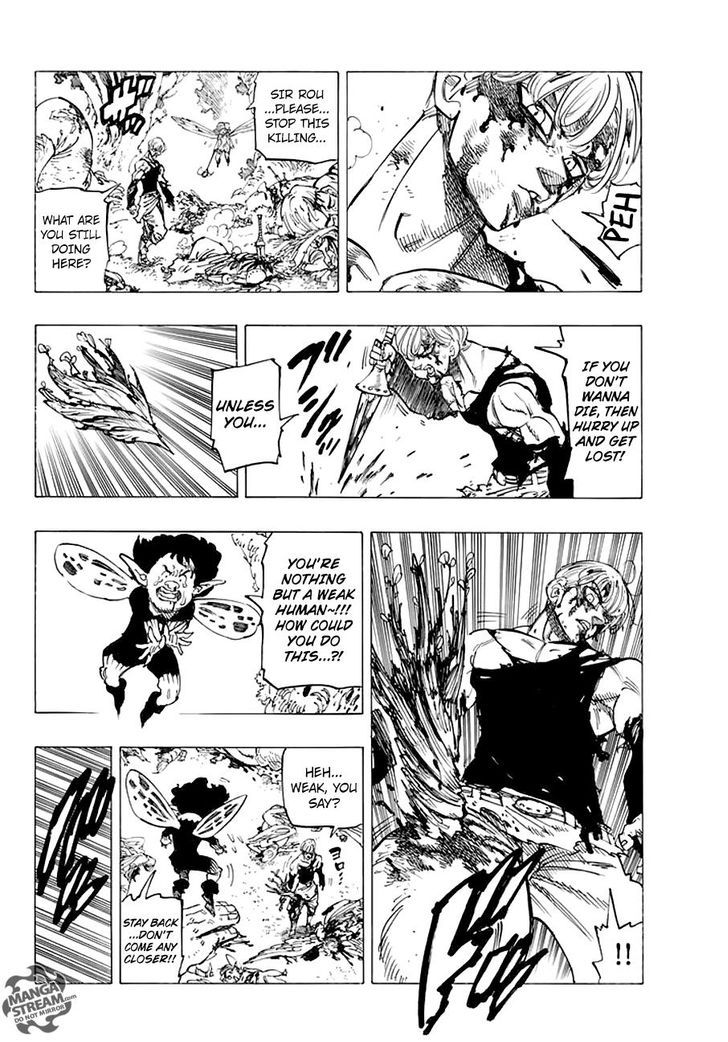 PEH
SIR ROU
...PLEASE...
STOP THIS
KILLING...
WHAT ARE
YOU STILL
DOING
HERE?
IF YOU
DON'T
WANNA
DIE, THEN
HURRY UP
AND GET
LOST!
UNLESS
YOU...
!!
YOU'RE
NOTHING
BUT A WEAK
HUMAN~!!!
HOW COULD
YOU DO
THIS...?!
HEH...
WEAK, YOU
SAY?
STAY BACK
...DON'T
COME ANY
CLOSER!!
MANGA
STREAM.com
DO NOT MIRROR